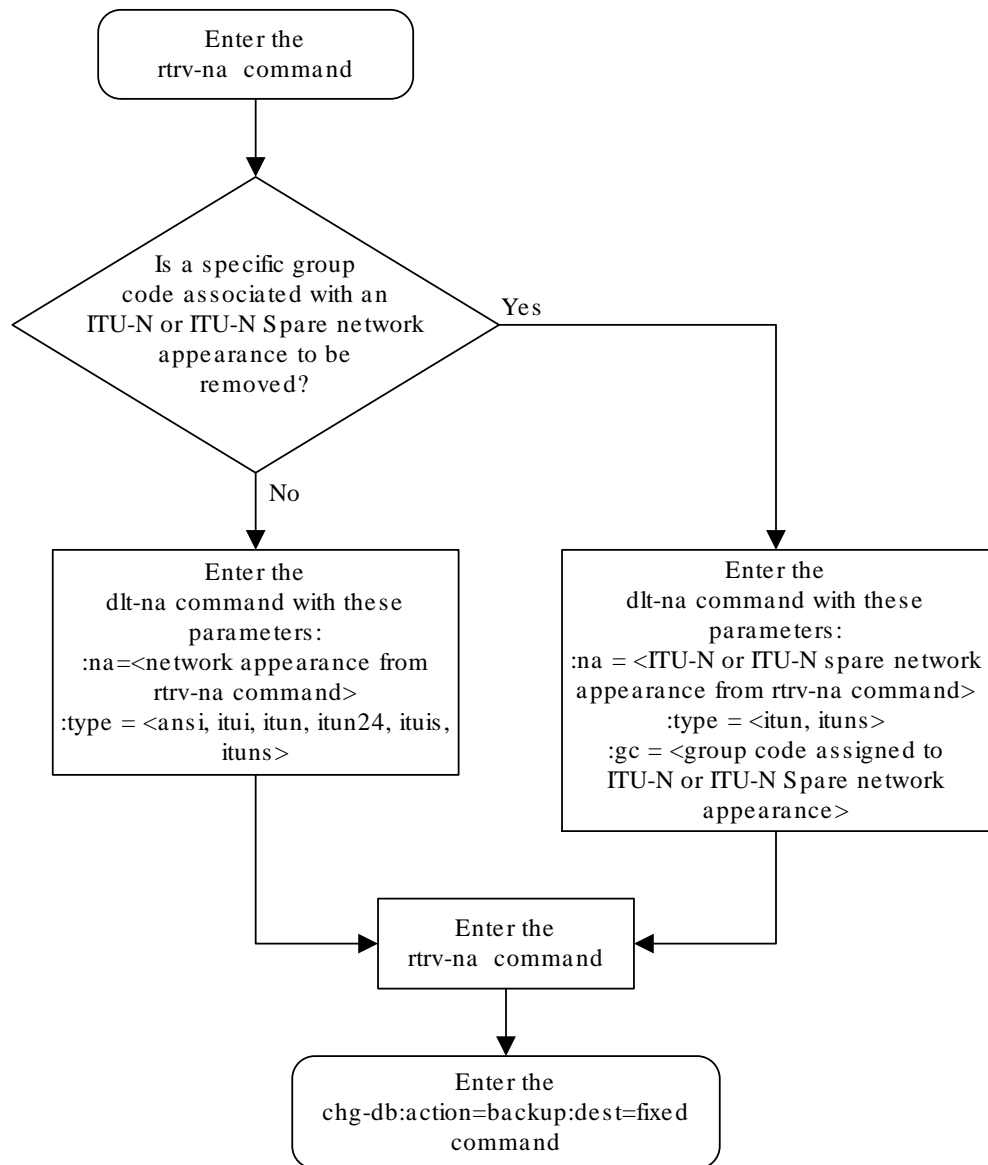 Enter the
rtrv-na command
Is a specific group
code associated with an
ITU-N or ITU-N Spare network
appearance to be
removed?
Yes
No
Enter the
dlt-na command with these
parameters:
:na=<network appearance from
rtrv-na command>
:type = <ansi, itui, itun, itun24, ituis,
ituns>
Enter the
dlt-na command with these
parameters:
:na = <ITU-N or ITU-N spare network
appearance from rtrv-na command>
:type = <itun, ituns>
:gc = <group code assigned to
ITU-N or ITU-N Spare network
appearance>
Enter the
rtrv-na command
Enter the
chg-db:action=backup:dest=fixed
command